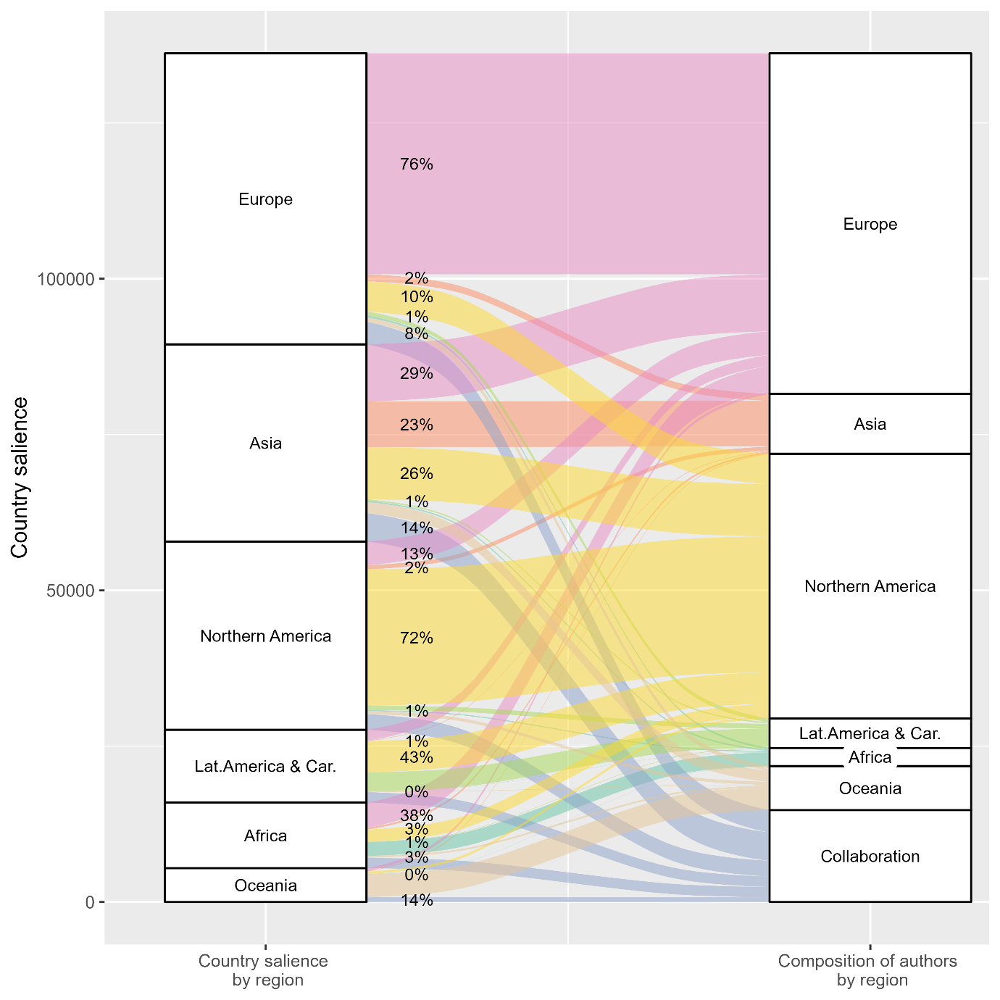 Country salience
100000
50000
0
Europe
Asia
Northern America
Lat.America & Car.
Africa
Oceania
76%
2%
10%
1%
8%
29%
23%
26%
1%
14%
13%
2%
72%
1%
1%
43%
0%
38%
3%
1%
3%
0%
14%
Europe
Asia
Northern America
Lat.America & Car.
Africa
Oceania
Collaboration
Country salience
by region
Composition of authors
by region